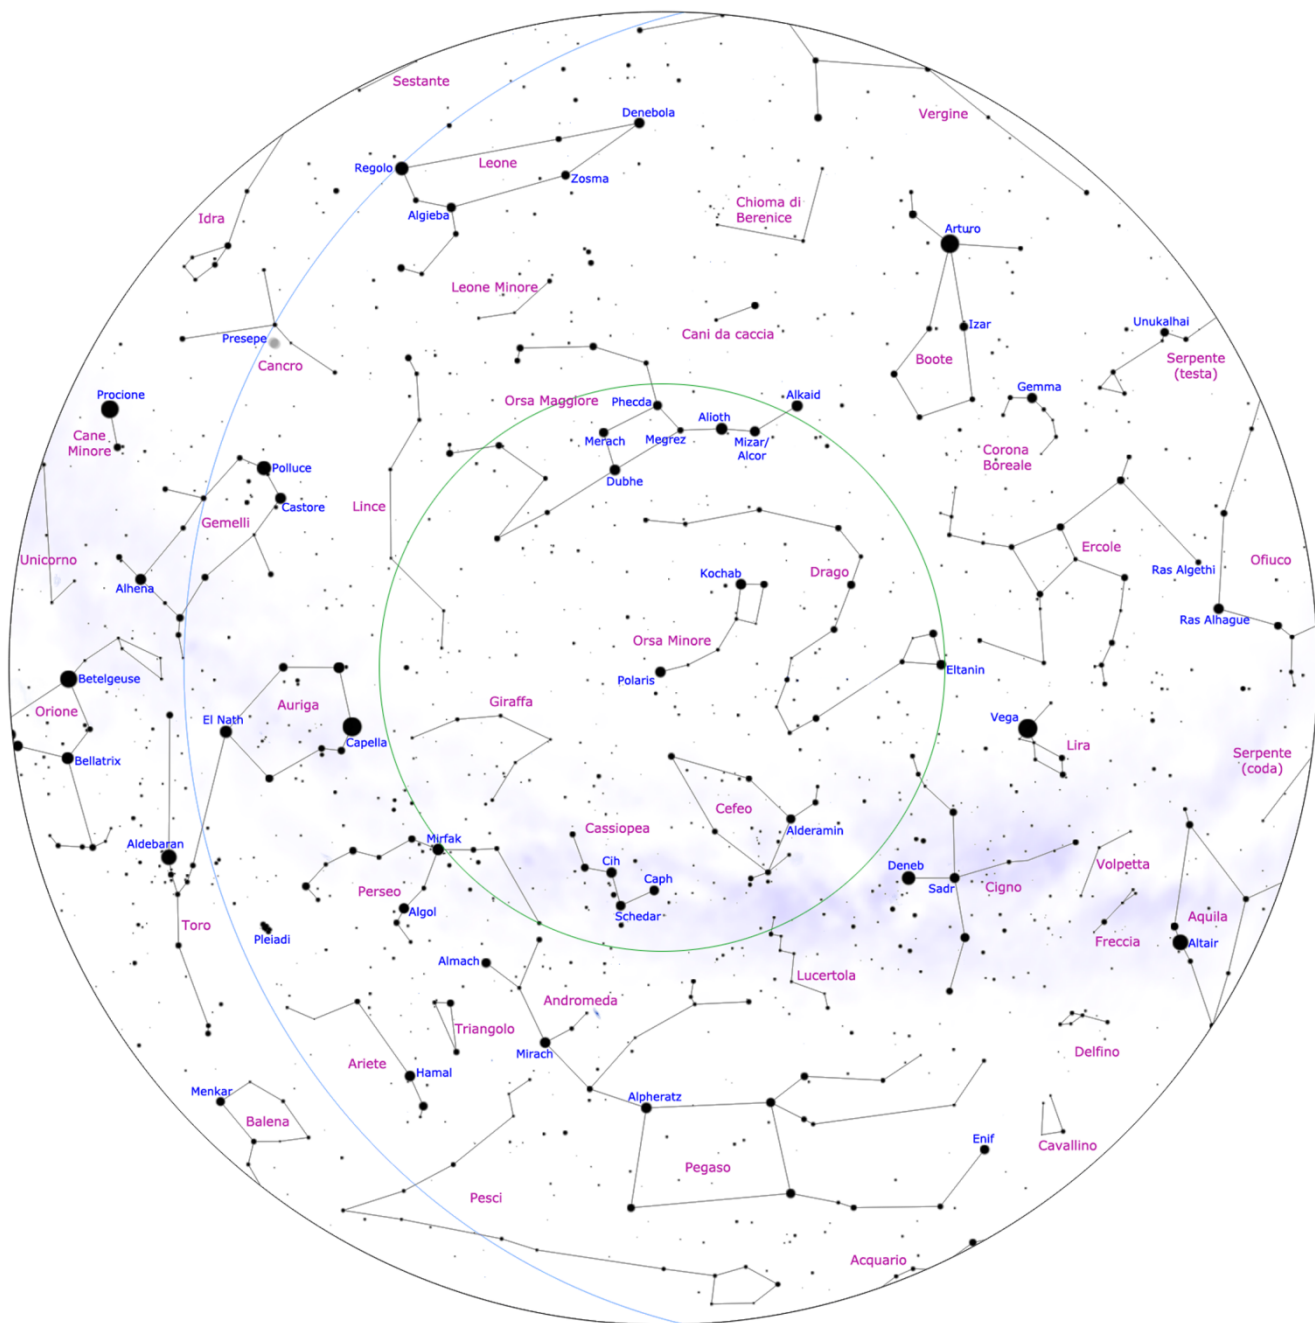 Sestante
Denebola
Vergine
Regolo
Leone
Zosma
Chioma di
Berenice
Algieba
Idra
Arturo
Leone Minore
Cani da caccia
Unukalhai
Izar
Presepe
Cancro
Boote
Serpente
(testa)
Procione
Orsa Maggiore
Phecda
Alkaid
Gemma
Alioth
Cane
Minore
Merach
Megrez
Mizar/
Alcor
Corona
Boreale
Polluce
Dubhe
Castore
Lince
Gemelli
Ercole
Unicorno
Ofiuco
Alhena
Kochab
Drago
Ras Algethi
Orsa Minore
Ras Alhague
Polaris
Eltanin
Betelgeuse
Auriga
Giraffa
Orione
El Nath
Vega
Capella
Lira
Bellatrix
Serpente
(coda)
Cefeo
Cassiopea
Alderamin
Mirfak
Aldebaran
Cih
Caph
Deneb
Volpetta
Perseo
Sadr
Cigno
Algol
Schedar
Toro
Aquila
Pleiadi
Freccia
Altair
Almach
Lucertola
Andromeda
Triangolo
Mirach
Delfino
Ariete
Hamal
Menkar
Alpheratz
Balena
Enif
Cavallino
Pegaso
Pesci
Acquario